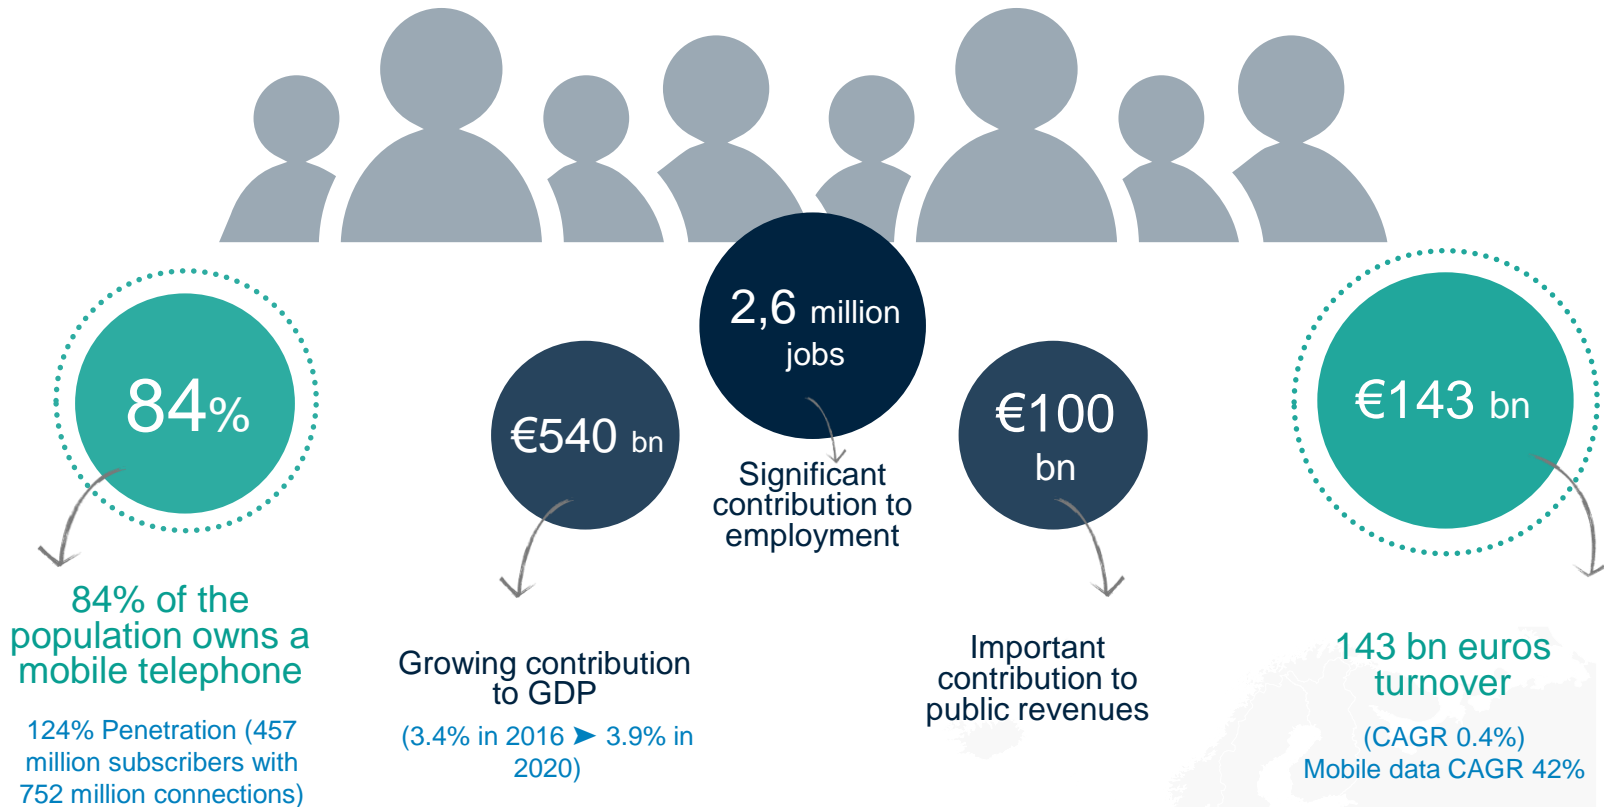 84%
84% of the
population owns a
mobile telephone
124% Penetration (457
million subscribers with
752 million connections)
€540 bn
Growing contribution
to GDP
(3.4% in 2016 ➤ 3.9% in
2020)
2,6 million
jobs
Significant
contribution to
employment
€100
bn
Important
contribution to
public revenues
€143 bn
143 bn euros
turnover
(CAGR 0.4%)
Mobile data CAGR 42%